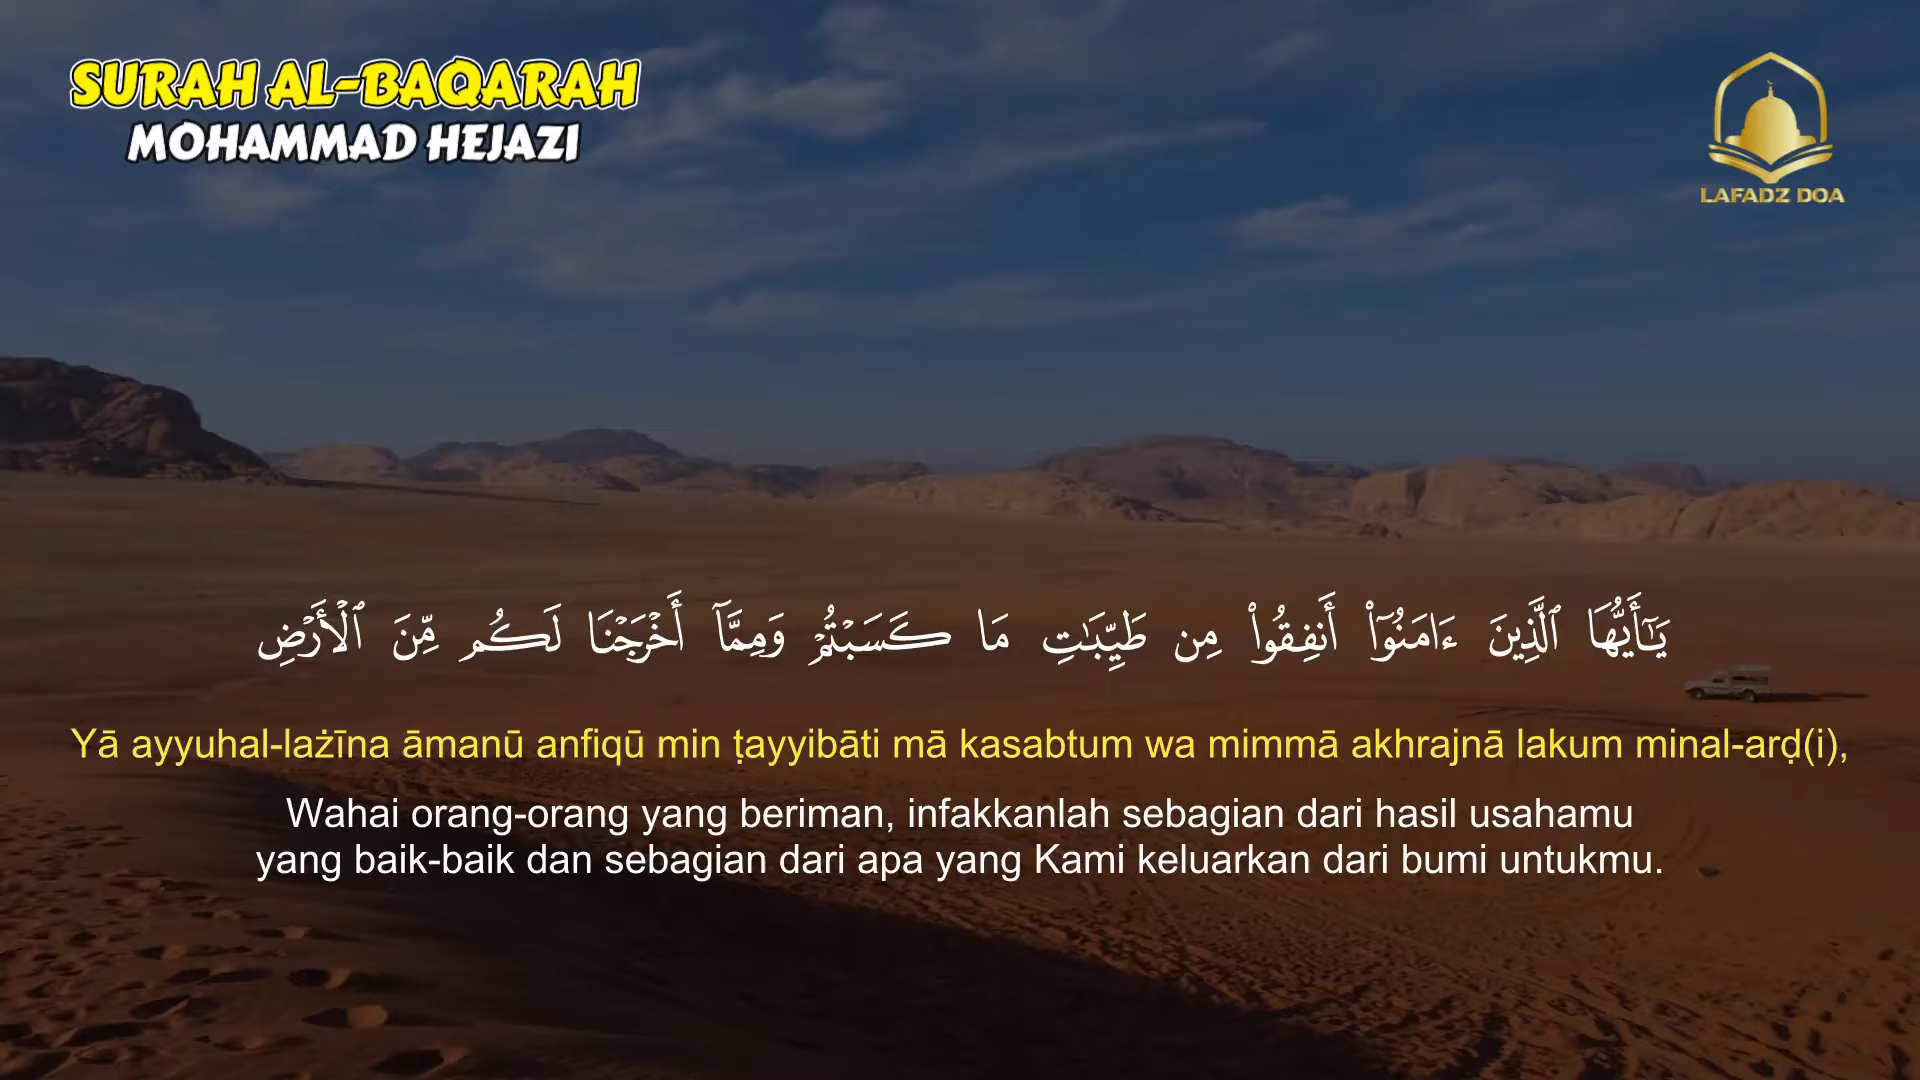 SURAH AL-BAQARAH
MOHAMMAD HEJAZI
LAFADZ DOA
يَـٰٓأَيُّهَا ٱلَّذِينَ ءَامَنُوٓا۟ أَنفِقُوا۟ مِن طَيِّبَـٰتِ مَا كَسَبْتُمْ وَمِمَّآ أَخْرَجْنَا لَكُم مِّنَ ٱلْأَرْضِ
Yā ayyuhal-lażīna āmanū anfiqū min ṭayyibāti mā kasabtum wa mimmā akhrajnā lakum minal-arḍ(i),
Wahai orang-orang yang beriman, infakkanlah sebagian dari hasil usahamu
yang baik-baik dan sebagian dari apa yang Kami keluarkan dari bumi untukmu.